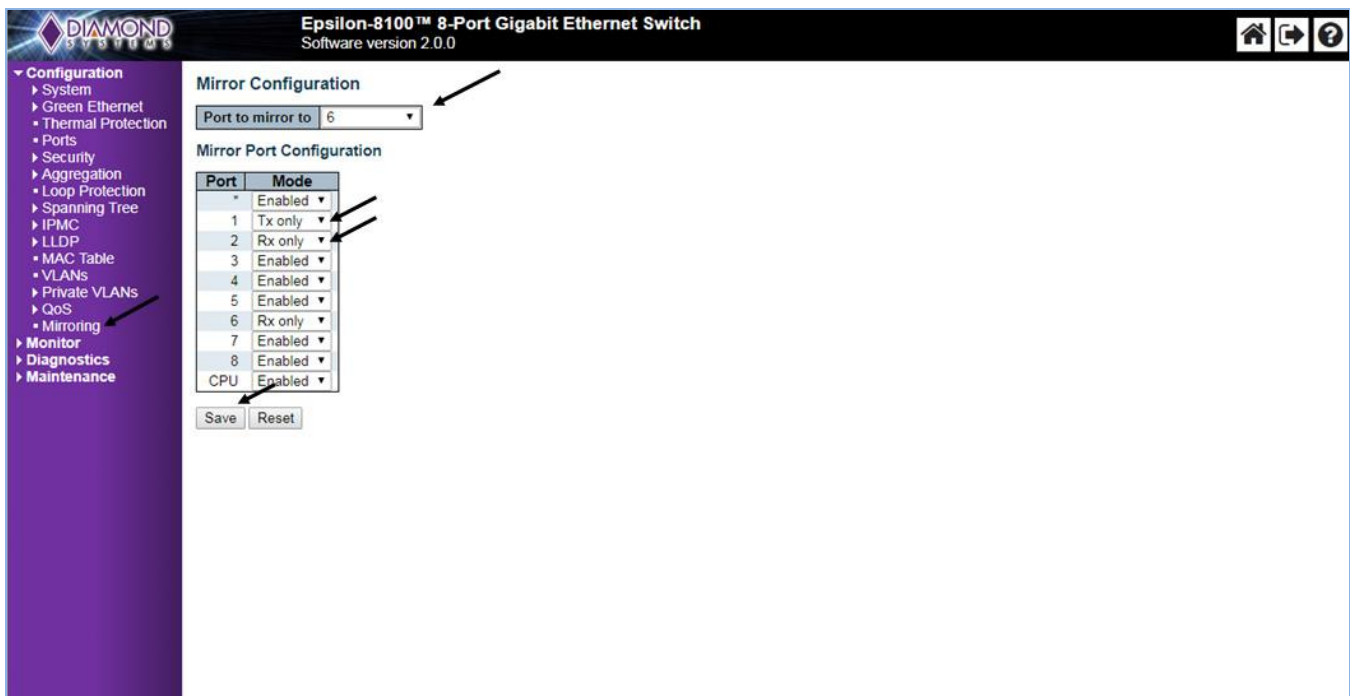 DIAMOND
SYSTEMS
Epsilon-8100™ 8-Port Gigabit Ethernet Switch
Software version 2.0.0
Configuration
System
Green Ethernet
Thermal Protection
Ports
Security
Aggregation
Loop Protection
Spanning Tree
IPMC
LLDP
MAC Table
VLANs
Private VLANs
QoS
Mirroring
Monitor
Diagnostics
Maintenance
Mirror Configuration
Port to mirror to 6
Mirror Port Configuration
Port Mode
* Enabled
1 Tx only
2 Rx only
3 Enabled
4 Enabled
5 Enabled
6 Rx only
7 Enabled
8 Enabled
CPU Enabled
Save Reset